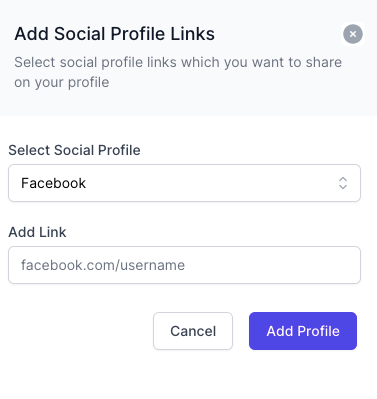 Add Social Profile Links
Select social profile links which you want to share
on your profile
Select Social Profile
Facebook
Add Link
facebook.com/username
Cancel
Add Profile